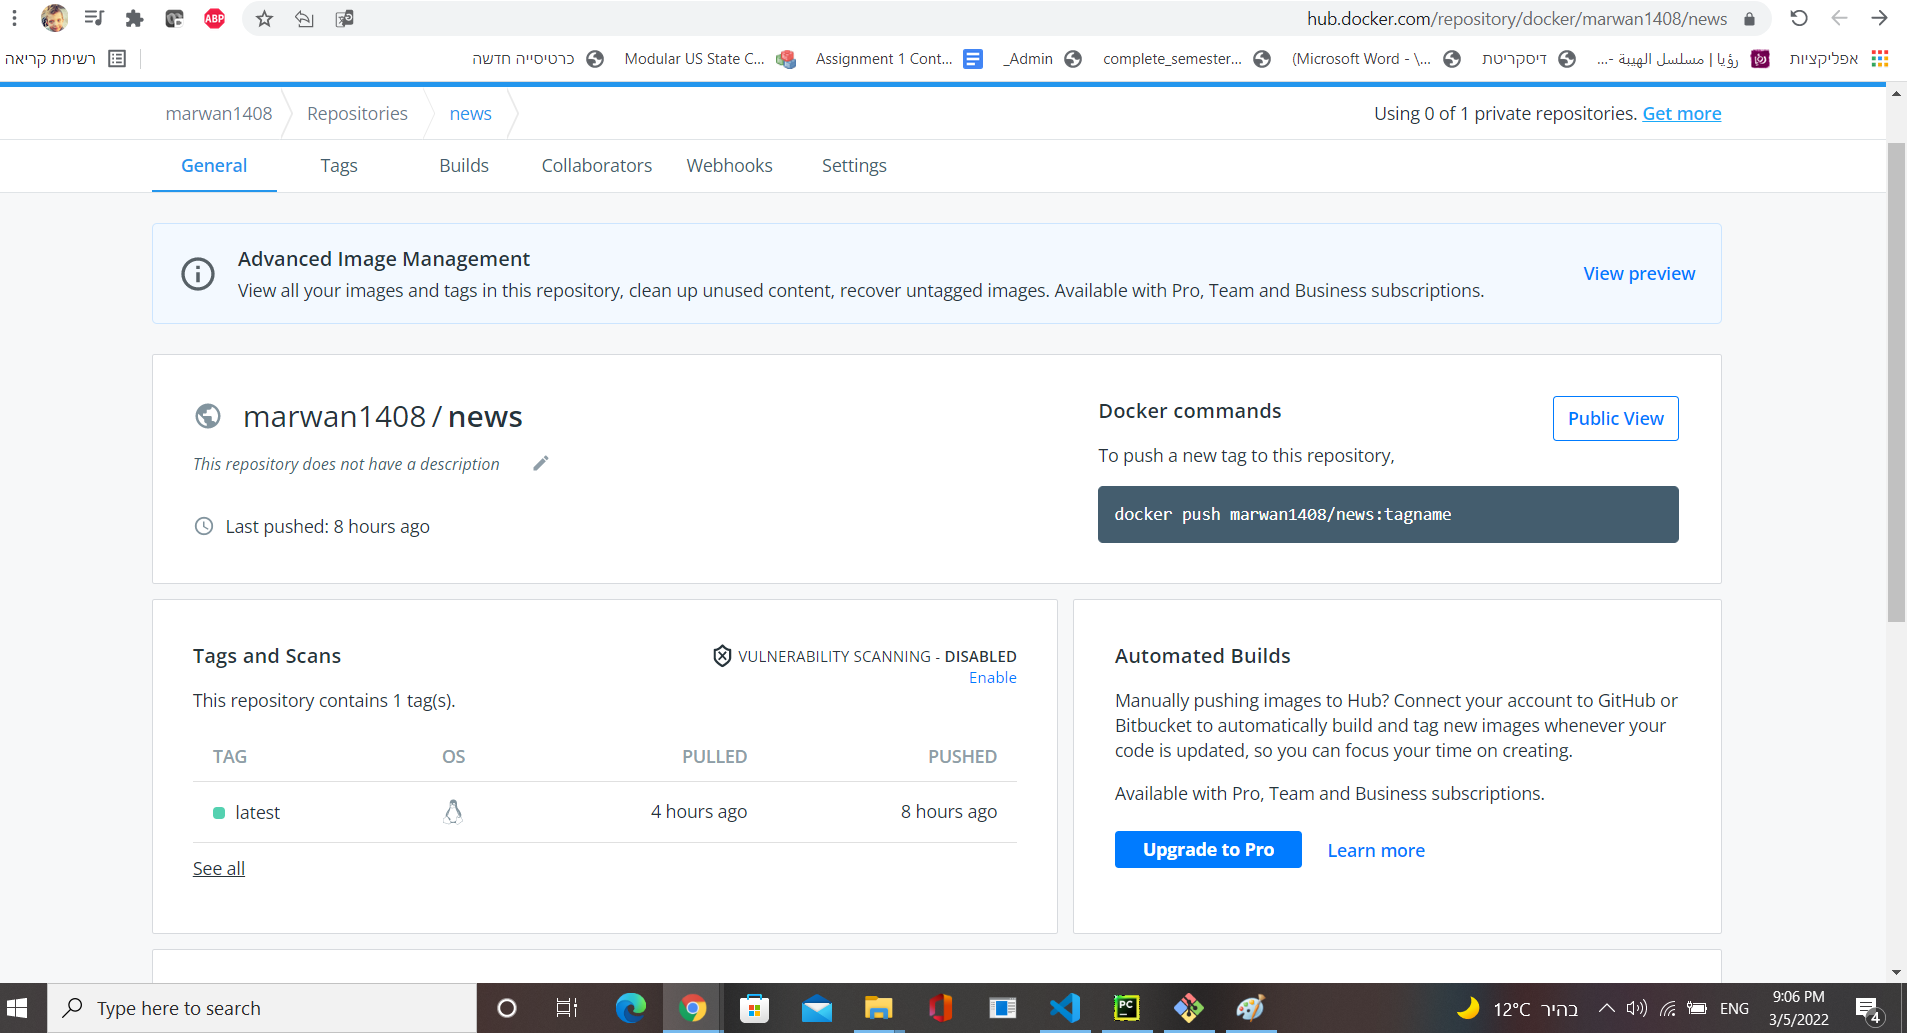 hub.docker.com/repository/docker/marwan1408/news
ABP
אפליקציות
رؤيا | مسلسل الهيبة -...
דיסקריטת
(Microsoft Word - \...
complete_semester...
_Admin
Assignment 1 Cont...
Modular US State C...
כרטיסייה חדשה
רשימת קריאה
marwan1408
Repositories
news
Using 0 of 1 private repositories. Get more
General
Tags
Builds
Collaborators
Webhooks
Settings
Advanced Image Management
View all your images and tags in this repository, clean up unused content, recover untagged images. Available with Pro, Team and Business subscriptions.
View preview
marwan1408 / news
This repository does not have a description
Last pushed: 8 hours ago
Docker commands
Public View
To push a new tag to this repository,
docker push marwan1408/news:tagname
Tags and Scans
VULNERABILITY SCANNING - DISABLED
Enable
This repository contains 1 tag(s).
TAG OS PULLED PUSHED
latest 4 hours ago 8 hours ago
See all
Automated Builds
Manually pushing images to Hub? Connect your account to GitHub or
Bitbucket to automatically build and tag new images whenever your
code is updated, so you can focus your time on creating.
Available with Pro, Team and Business subscriptions.
Upgrade to Pro
Learn more
Type here to search
PC
12°C בהיר
ENG
9:06 PM
3/5/2022
4